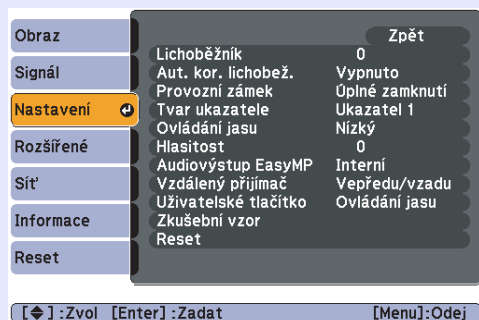 Obraz
Signál
Nastavení
Rozšířené
Síť
Informace
Reset
Zpět
Lichoběžník 0
Aut. kor. lichobež. Vypnuto
Provozní zámek Úplné zamknutí
Tvar ukazatele Ukazatel 1
Ovládání jasu Nízký
Hlasitost 0
Audiovýstup EasyMP Interní
Vzdálený přijímač Vepředu/vzadu
Uživatelské tlačítko Ovládání jasu
Zkušební vzor
Reset
[◆] :Zvol [Enter] :Zadat [Menu]:Odej